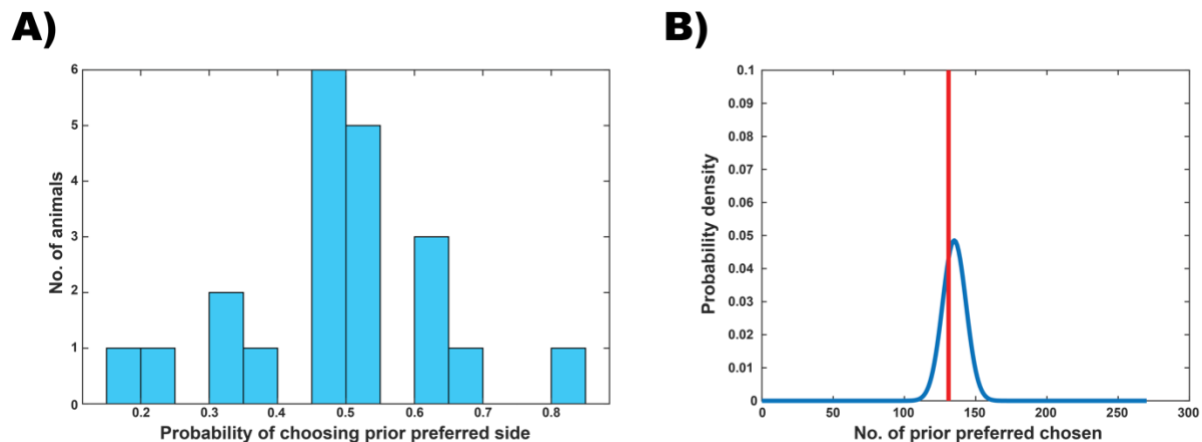 A)
B)
6
5
4
3
2
1
No. of animals
0.2 0.3 0.4 0.5 0.6 0.7 0.8
Probability of choosing prior preferred side
0.1
0.09
0.08
0.07
0.06
0.05
0.04
0.03
0.02
0.01
0
Probability density
0 50 100 150 200 250 300
No. of prior preferred chosen